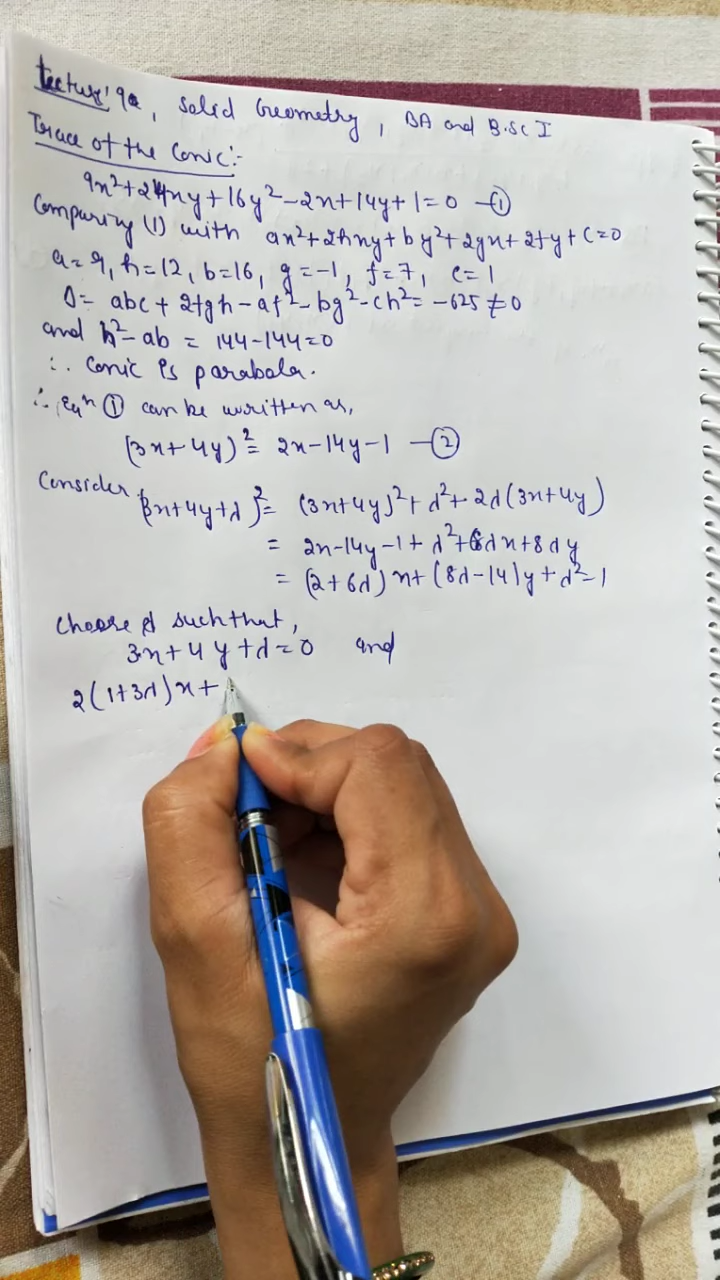 Lecture: 9a, Solid Geometry, BA and B.Sc I
Trace of the Conic:-
9x²+24xy+16y²-2x+14y+1=0 -①
Comparing (1) with ax²+2hxy+by²+2gx+2fy+c=0
a=9, h=12, b=16, g=-1, f=7, c=1
Δ= abc+2fgh-af²-bg²-ch²= -625≠0
and h²-ab = 144-144=0
∴ Conic is parabola.
∴ Eqⁿ ① can be written as,
(3x+4y)²= 2x-14y-1 -②
Consider (3x+4y+λ)²= (3x+4y)²+λ²+2λ(3x+4y)
= 2x-14y-1+λ²+6λx+8λy
= (2+6λ)x+(8λ-14)y+λ²-1
Choose λ such that,
3x+4y+λ=0 and
2(1+3λ)x+